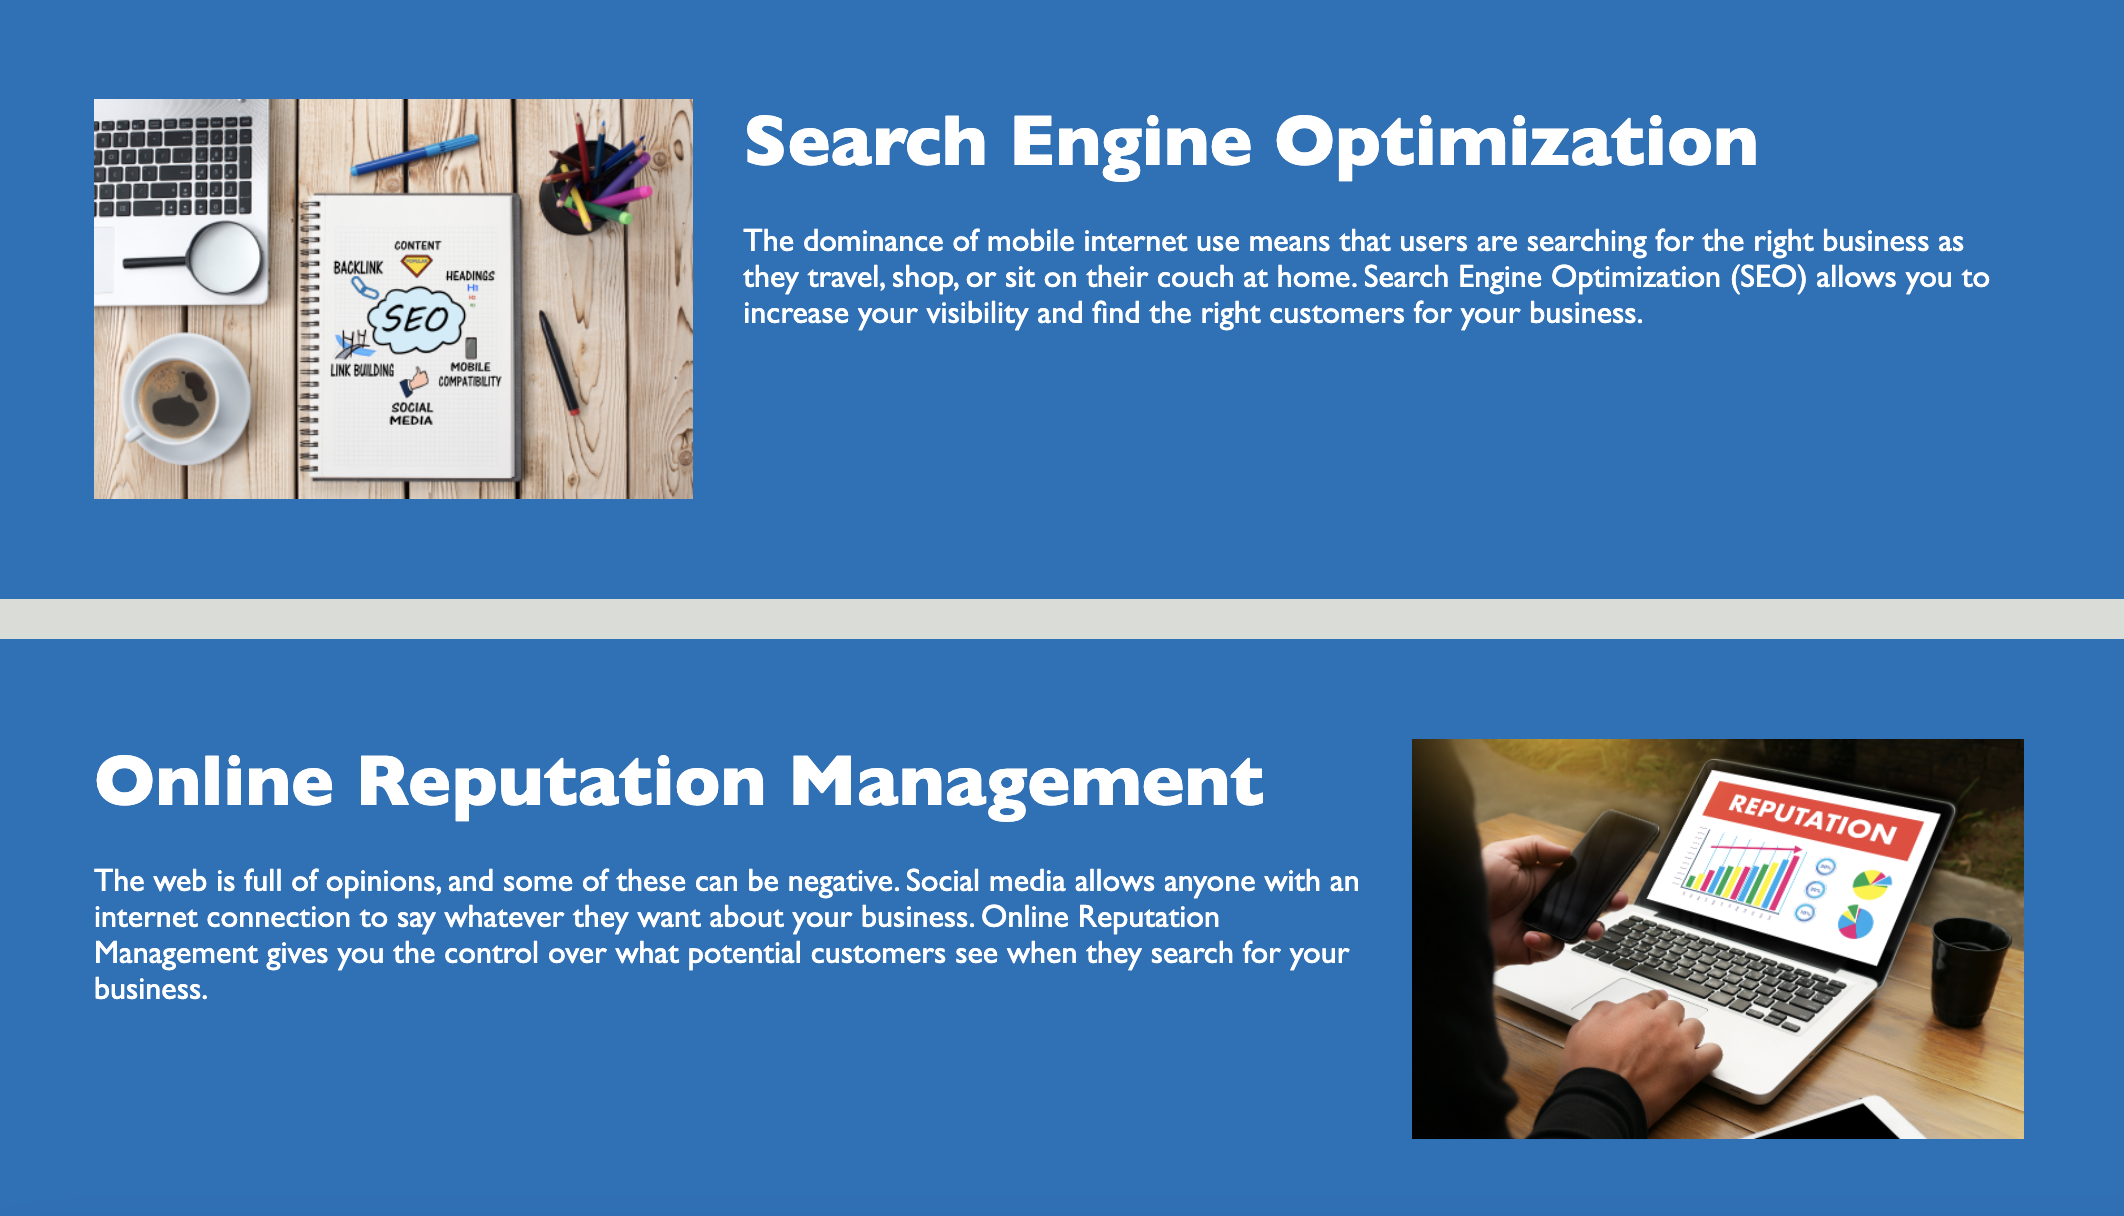 Search Engine Optimization
The dominance of mobile internet use means that users are searching for the right business as
they travel, shop, or sit on their couch at home. Search Engine Optimization (SEO) allows you to
increase your visibility and find the right customers for your business.
CONTENT
BACKLINK
HEADINGS
H1
SEO
LINK BUILDING
MOBILE
COMPATIBILITY
SOCIAL
MEDIA
Online Reputation Management
The web is full of opinions, and some of these can be negative. Social media allows anyone with an
internet connection to say whatever they want about your business. Online Reputation
Management gives you the control over what potential customers see when they search for your
business.
REPUTATION